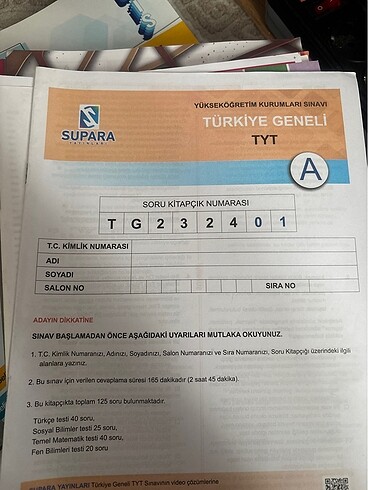 YÜKSEKÖĞRETİM KURUMLARI SINAVI
TÜRKİYE GENELİ
TYT
SUPARA
YAYINLARI
A
SORU KİTAPÇIK NUMARASI
T G 2 3 2 4 0 1
T.C. KİMLİK NUMARASI
ADI
SOYADI
SALON NO SIRA NO
ADAYIN DİKKATİNE
SINAV BAŞLAMADAN ÖNCE AŞAĞIDAKİ UYARILARI MUTLAKA OKUYUNUZ.
1. T.C. Kimlik Numaranızı, Adınızı, Soyadınızı, Salon Numaranızı ve Sıra Numaranızı, Soru Kitapçığı üzerindeki ilgili
alanlara yazınız.
2. Bu sınav için verilen cevaplama süresi 165 dakikadır (2 saat 45 dakika).
3. Bu kitapçıkta toplam 125 soru bulunmaktadır.
Türkçe testi 40 soru,
Sosyal Bilimler testi 25 soru,
Temel Matematik testi 40 soru,
Fen Bilimleri testi 20 soru
SUPARA YAYINLARI Türkiye Geneli TYT Sınavının video çözümlerine